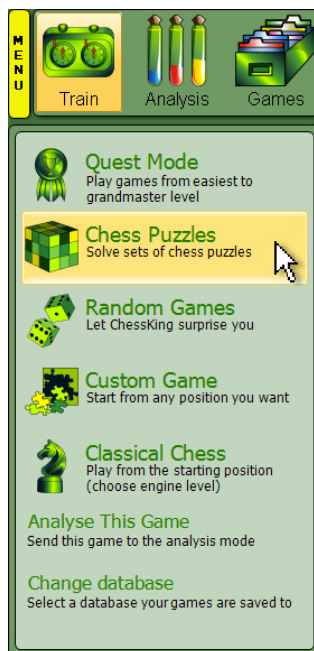 MENU
Train Analysis Games
Quest Mode
Play games from easiest to
grandmaster level
Chess Puzzles
Solve sets of chess puzzles
Random Games
Let ChessKing surprise you
Custom Game
Start from any position you want
Classical Chess
Play from the starting position
(choose engine level)
Analyse This Game
Send this game to the analysis mode
Change database
Select a database your games are saved to